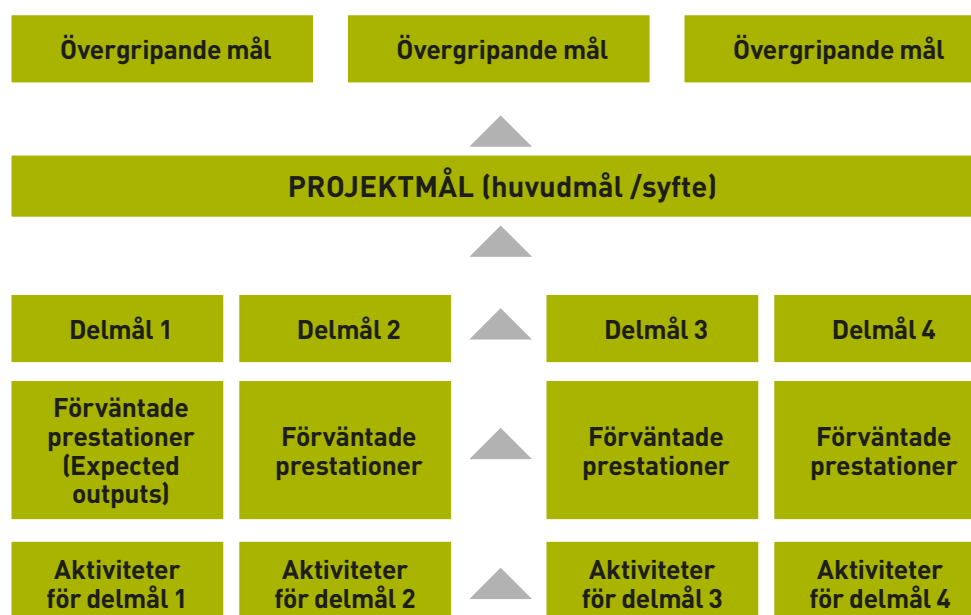 Övergripande mål
Övergripande mål
Övergripande mål
PROJEKTMÅL (huvudmål /syfte)
Delmål 1
Delmål 2
Delmål 3
Delmål 4
Förväntade
prestationer
(Expected
outputs)
Förväntade
prestationer
Förväntade
prestationer
Förväntade
prestationer
Aktiviteter
för delmål 1
Aktiviteter
för delmål 2
Aktiviteter
för delmål 3
Aktiviteter
för delmål 4